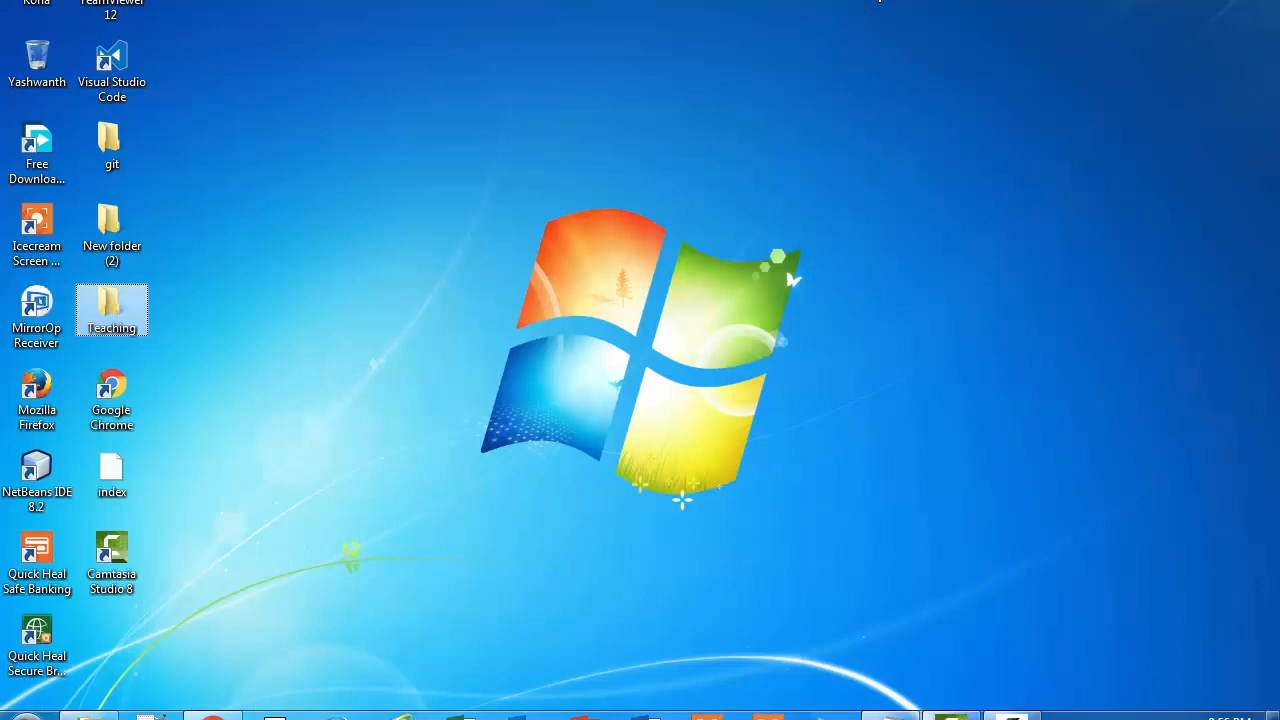 TeamViewer
12
Yashwanth
Visual Studio
Code
Free
Downloa...
git
Icecream
Screen ...
New folder
(2)
MirrorOp
Receiver
Teaching
Mozilla
Firefox
Google
Chrome
NetBeans IDE
8.2
index
Quick Heal
Safe Banking
Camtasia
Studio 8
Quick Heal
Secure Br...